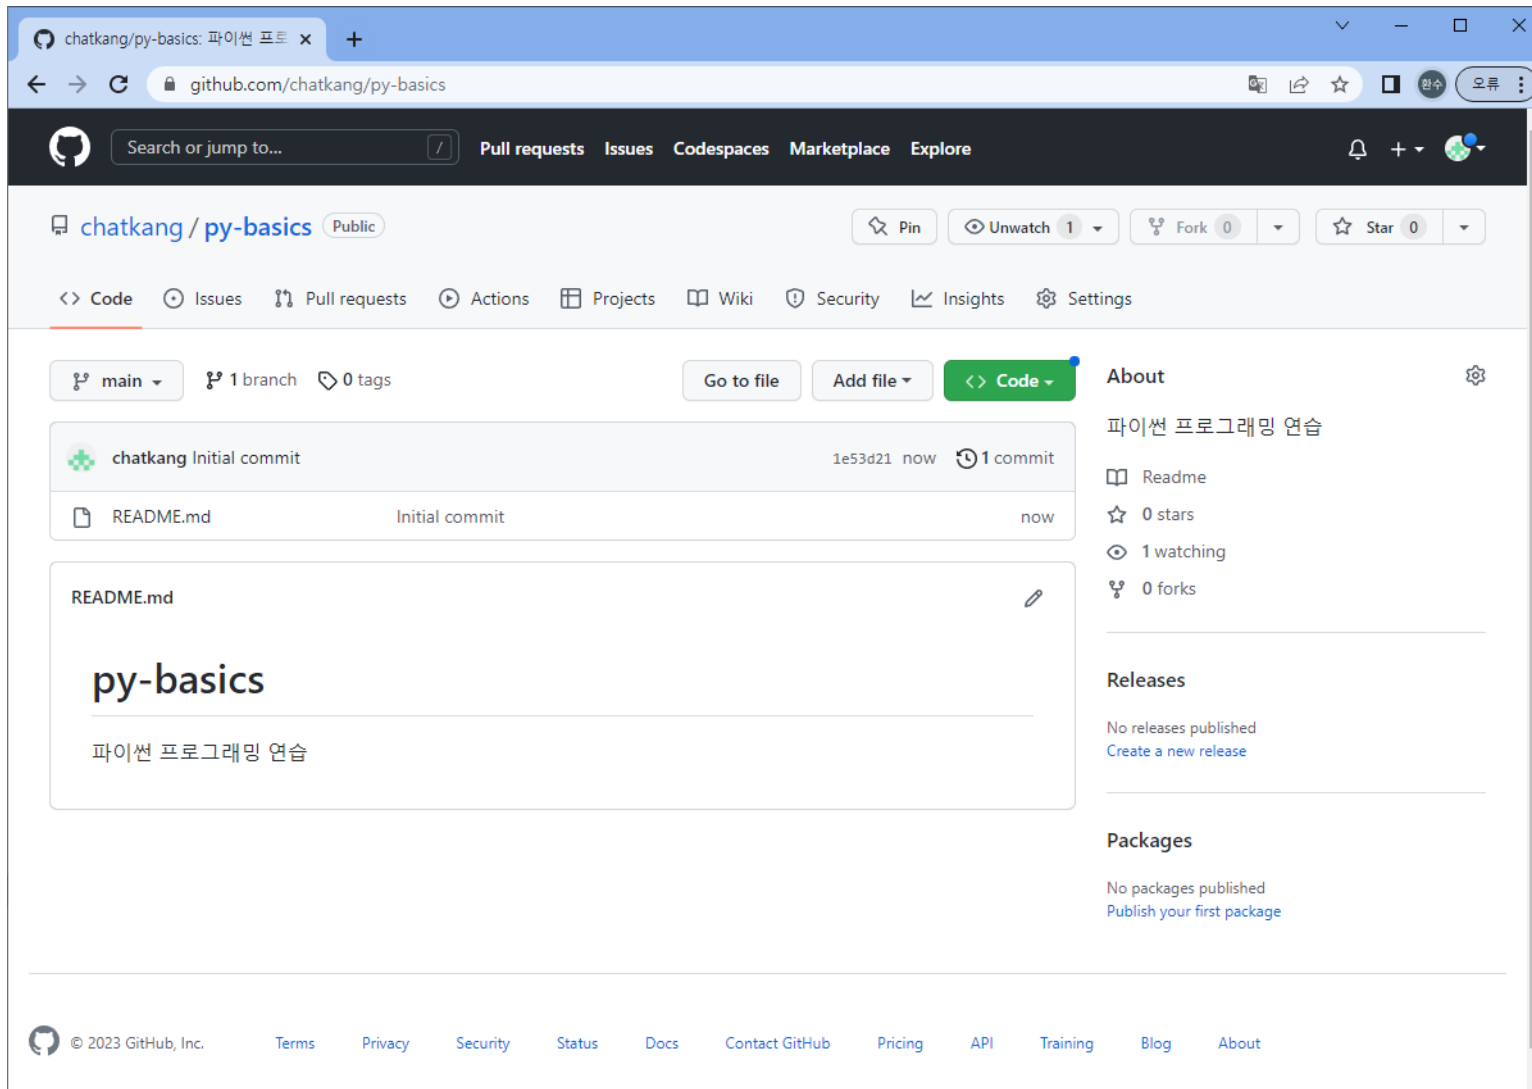 chatkang/py-basics: 파이썬 프로
github.com/chatkang/py-basics
환수
오류
Search or jump to...
/
Pull requests Issues Codespaces Marketplace Explore
chatkang / py-basics Public
Pin
Unwatch 1
Fork 0
Star 0
Code Issues Pull requests Actions Projects Wiki Security Insights Settings
main 1 branch 0 tags
Go to file
Add file
Code
chatkang Initial commit 1e53d21 now 1 commit
README.md Initial commit now
README.md
py-basics
파이썬 프로그래밍 연습
About
파이썬 프로그래밍 연습
Readme
0 stars
1 watching
0 forks
Releases
No releases published
Create a new release
Packages
No packages published
Publish your first package
© 2023 GitHub, Inc. Terms Privacy Security Status Docs Contact GitHub Pricing API Training Blog About